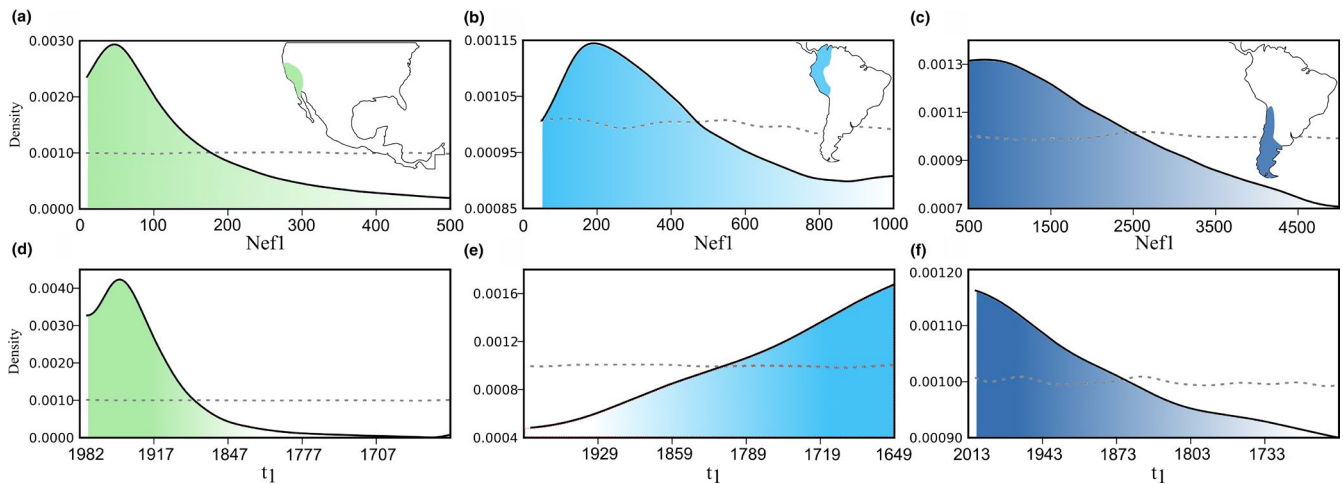 (a)
(b)
(c)
Density
0.0030
0.0020
0.0010
0.0000
0 100 200 300 400 500
Nef1
0.00115
0.00105
0.00095
0.00085
0 200 400 600 800 1000
Nef1
0.0013
0.0011
0.0009
0.0007
500 1500 2500 3500 4500
Nef1
(d)
(e)
(f)
Density
0.0040
0.0030
0.0020
0.0010
0.0000
1982 1917 1847 1777 1707
t1
0.0016
0.0012
0.0008
0.0004
1929 1859 1789 1719 1649
t1
0.00120
0.00110
0.00100
0.00090
2013 1943 1873 1803 1733
t1